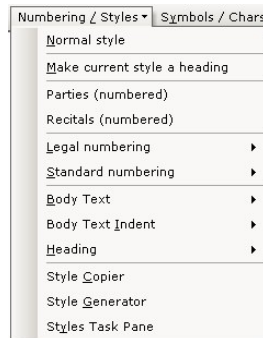 Numbering / Styles Symbols / Chars
Normal style
Make current style a heading
Parties (numbered)
Recitals (numbered)
Legal numbering
Standard numbering
Body Text
Body Text Indent
Heading
Style Copier
Style Generator
Styles Task Pane